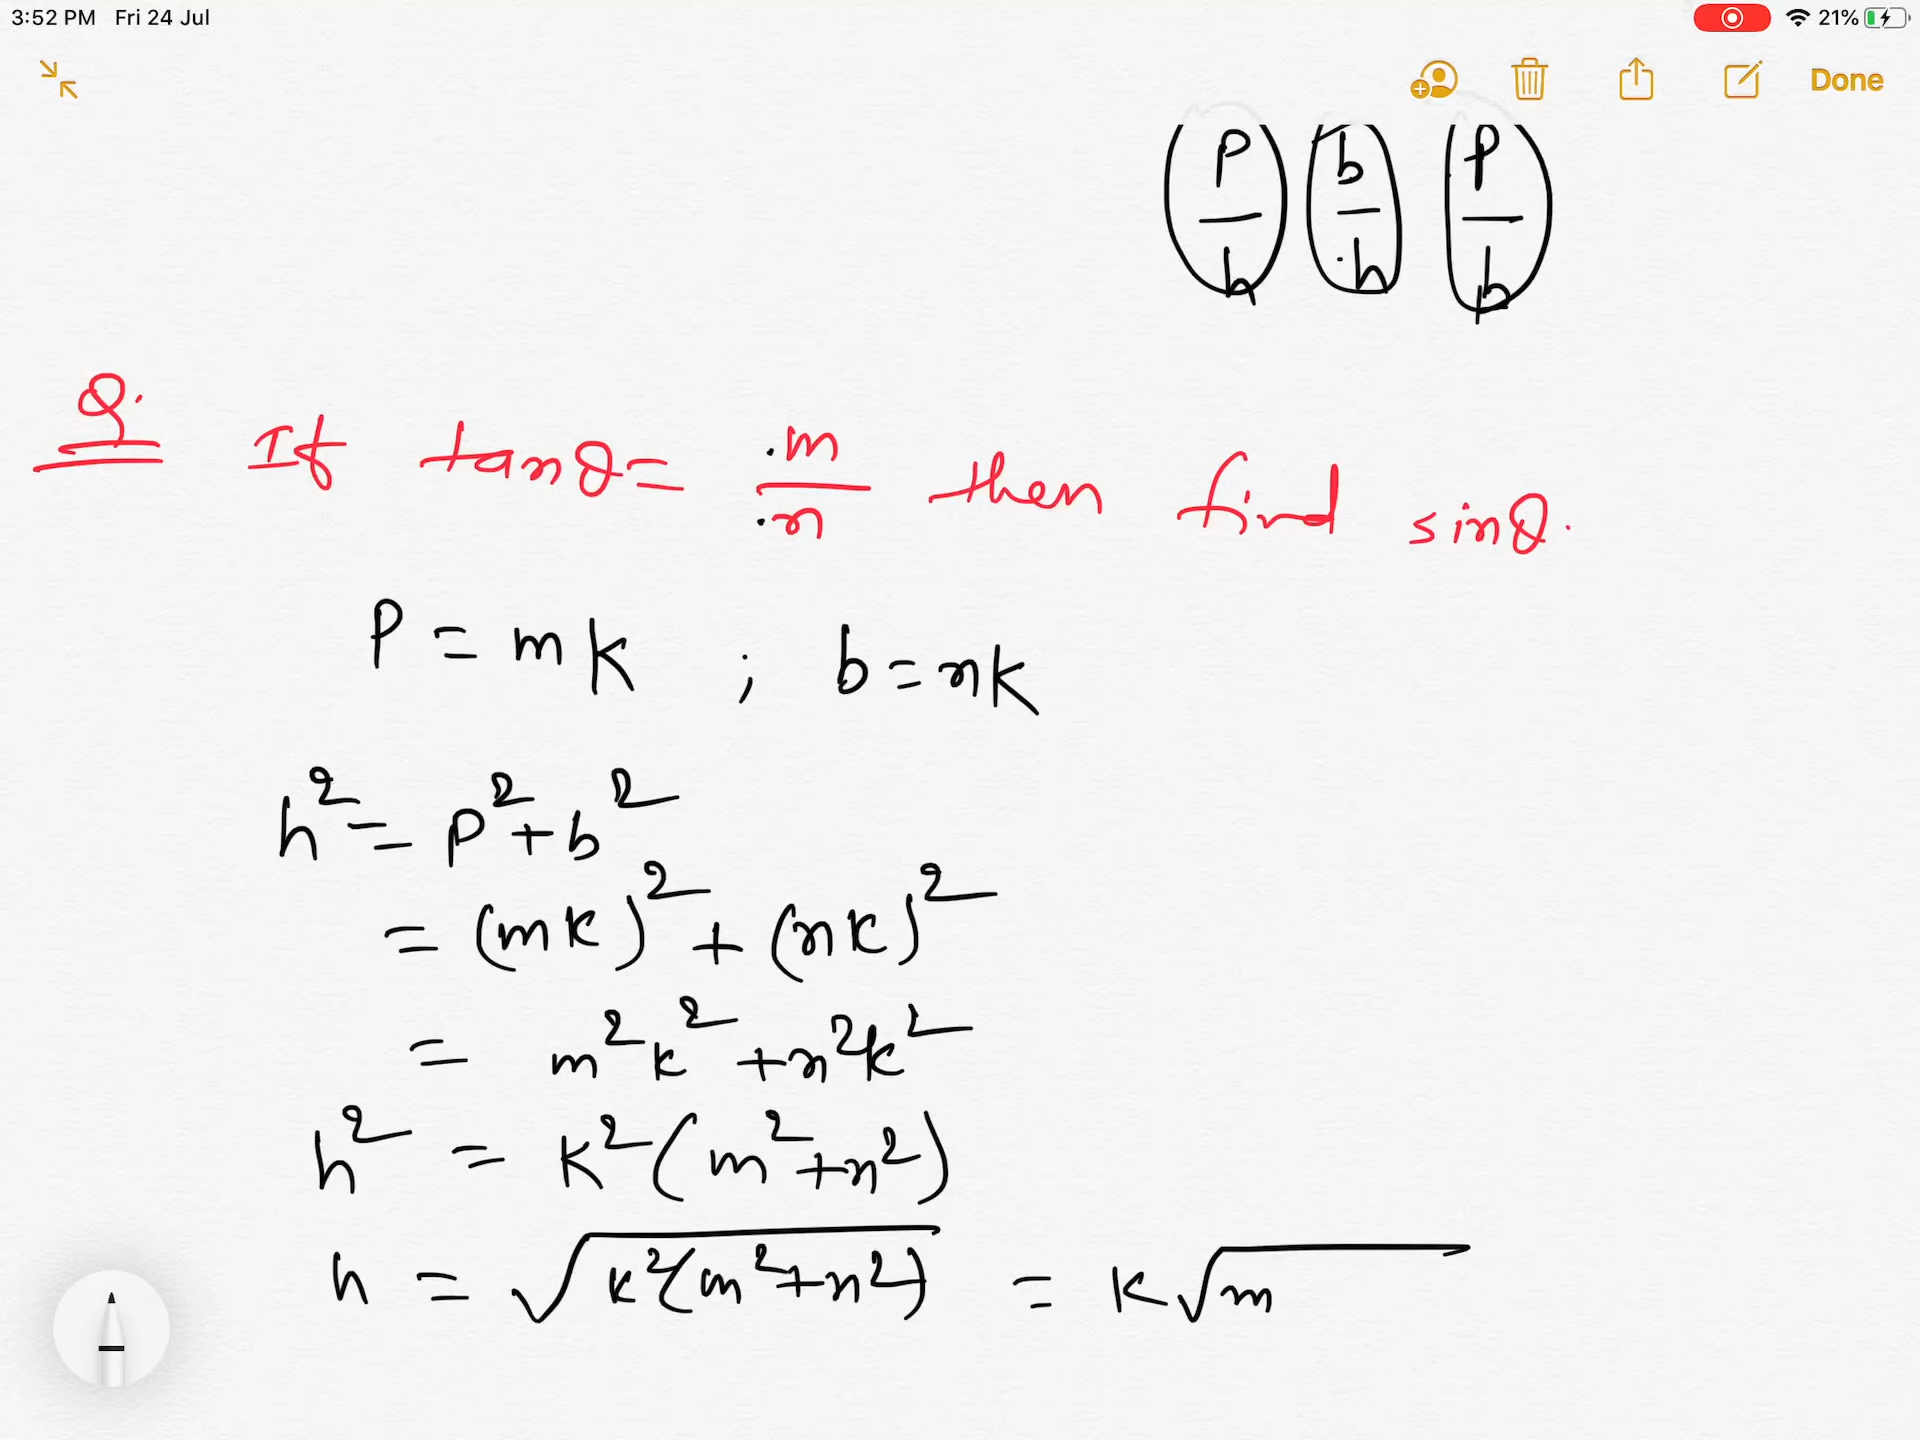 3:52 PM Fri 24 Jul 21%
Done
p/h b/h p/b
Q. If tanθ = m/n then find sinθ.
P = mk ; b = nk
h² = p² + b²
= (mk)² + (nk)²
= m²k² + n²k²
h² = k²(m² + n²)
h = √(k²(m² + n²)) = k√m